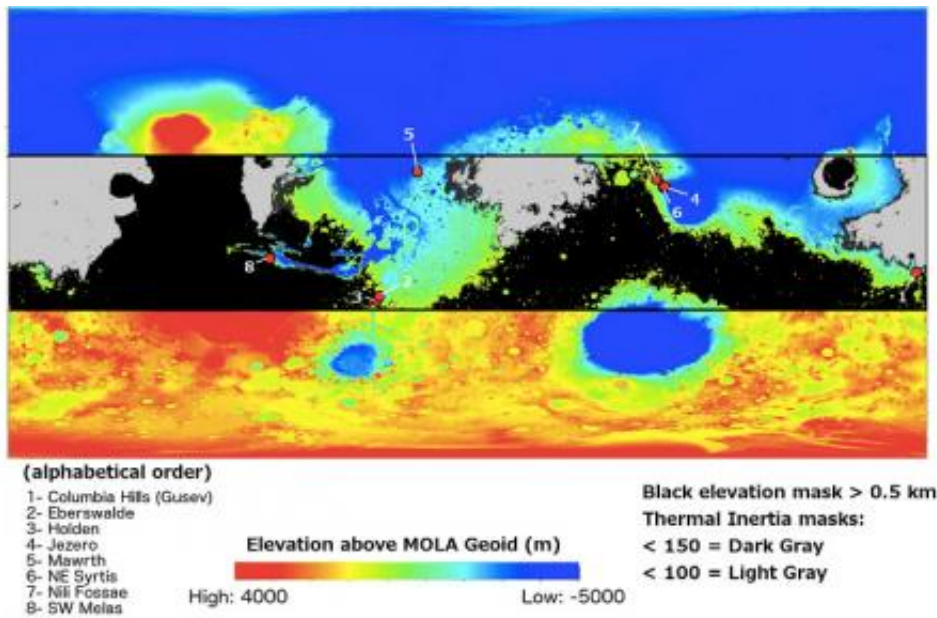 7
5
4
6
8
3
2
1
(alphabetical order)
1- Columbia Hills (Gusev)
2- Eberswalde
3- Holden
4- Jezero
5- Mawrth
6- NE Syrtis
7- Nili Fossae
8- SW Melas
Elevation above MOLA Geoid (m)
High: 4000 Low: -5000
Black elevation mask > 0.5 km
Thermal Inertia masks:
< 150 = Dark Gray
< 100 = Light Gray